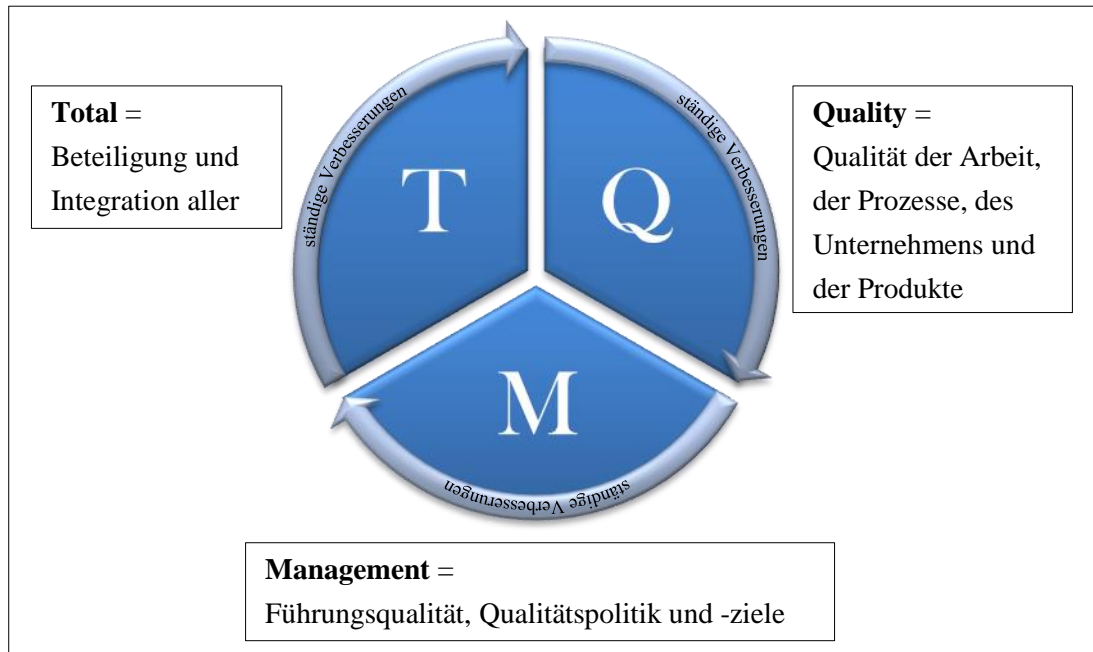 Total =
Beteiligung und
Integration aller
T
ständige Verbesserungen
Q
ständige Verbesserungen
Quality =
Qualität der Arbeit,
der Prozesse, des
Unternehmens und
der Produkte
M
ständige Verbesserungen
Management =
Führungsqualität, Qualitätspolitik und -ziele